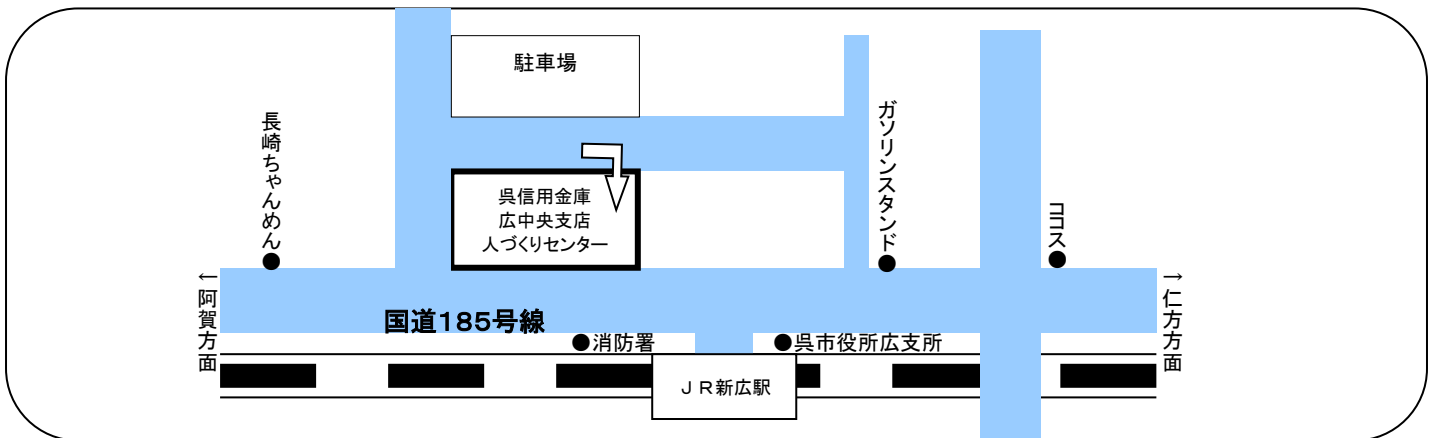 駐車場
長崎ちゃんめん
ガソリンスタンド
呉信用金庫
広中央支店
人づくりセンター
ココス
←阿賀方面
国道185号線
→仁方方面
●消防署
●呉市役所広支所
ＪＲ新広駅